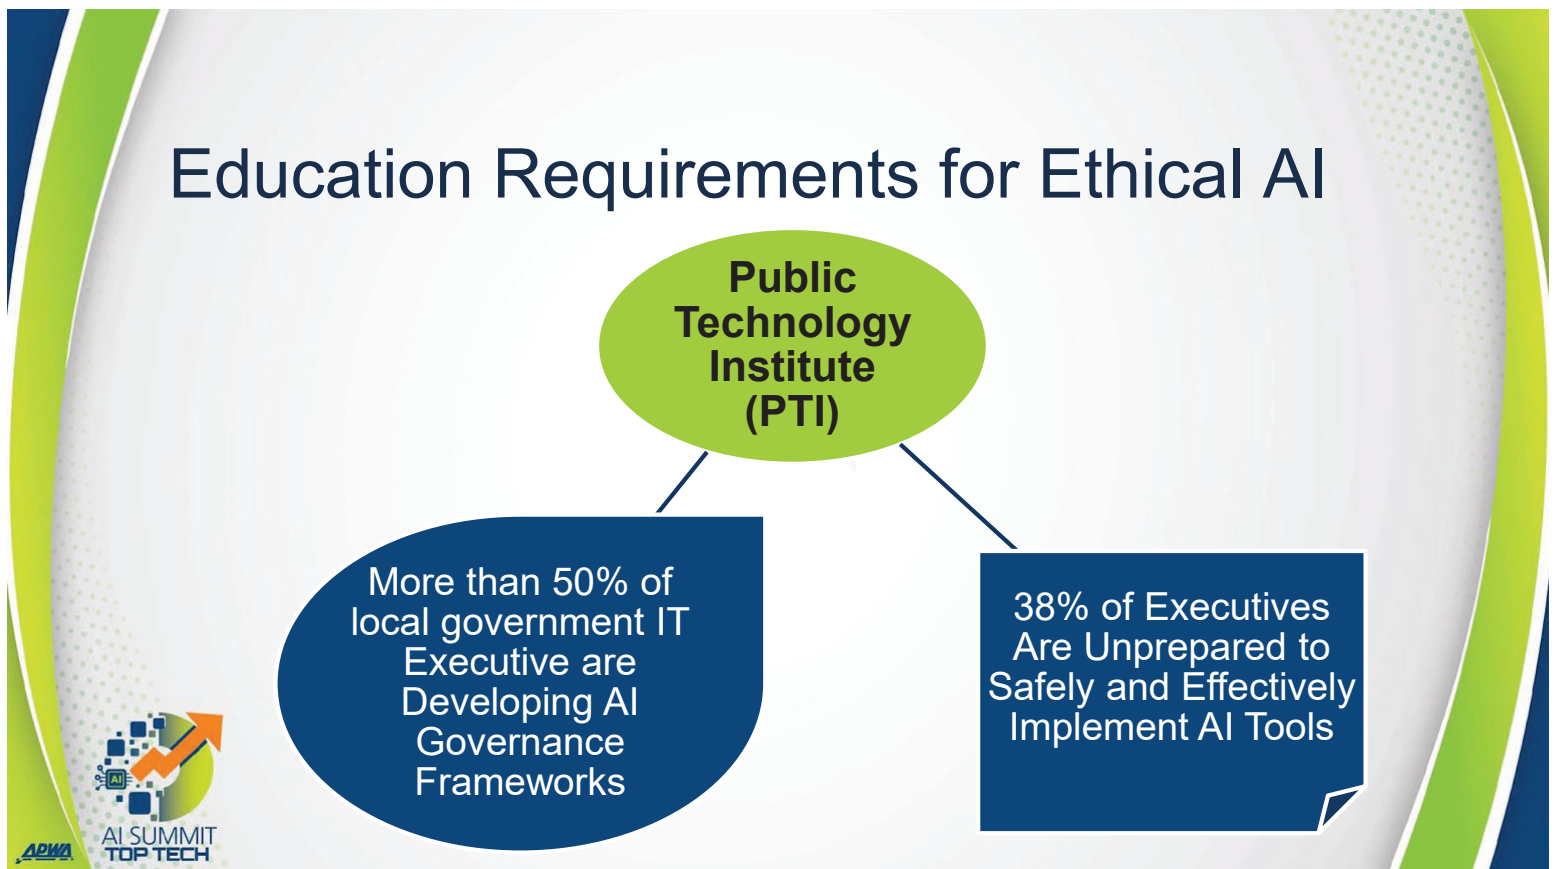 Education Requirements for Ethical AI
Public
Technology
Institute
(PTI)
More than 50% of
local government IT
Executive are
Developing AI
Governance
Frameworks
38% of Executives
Are Unprepared to
Safely and Effectively
Implement AI Tools
AI
AI SUMMIT
TOP TECH
APWA